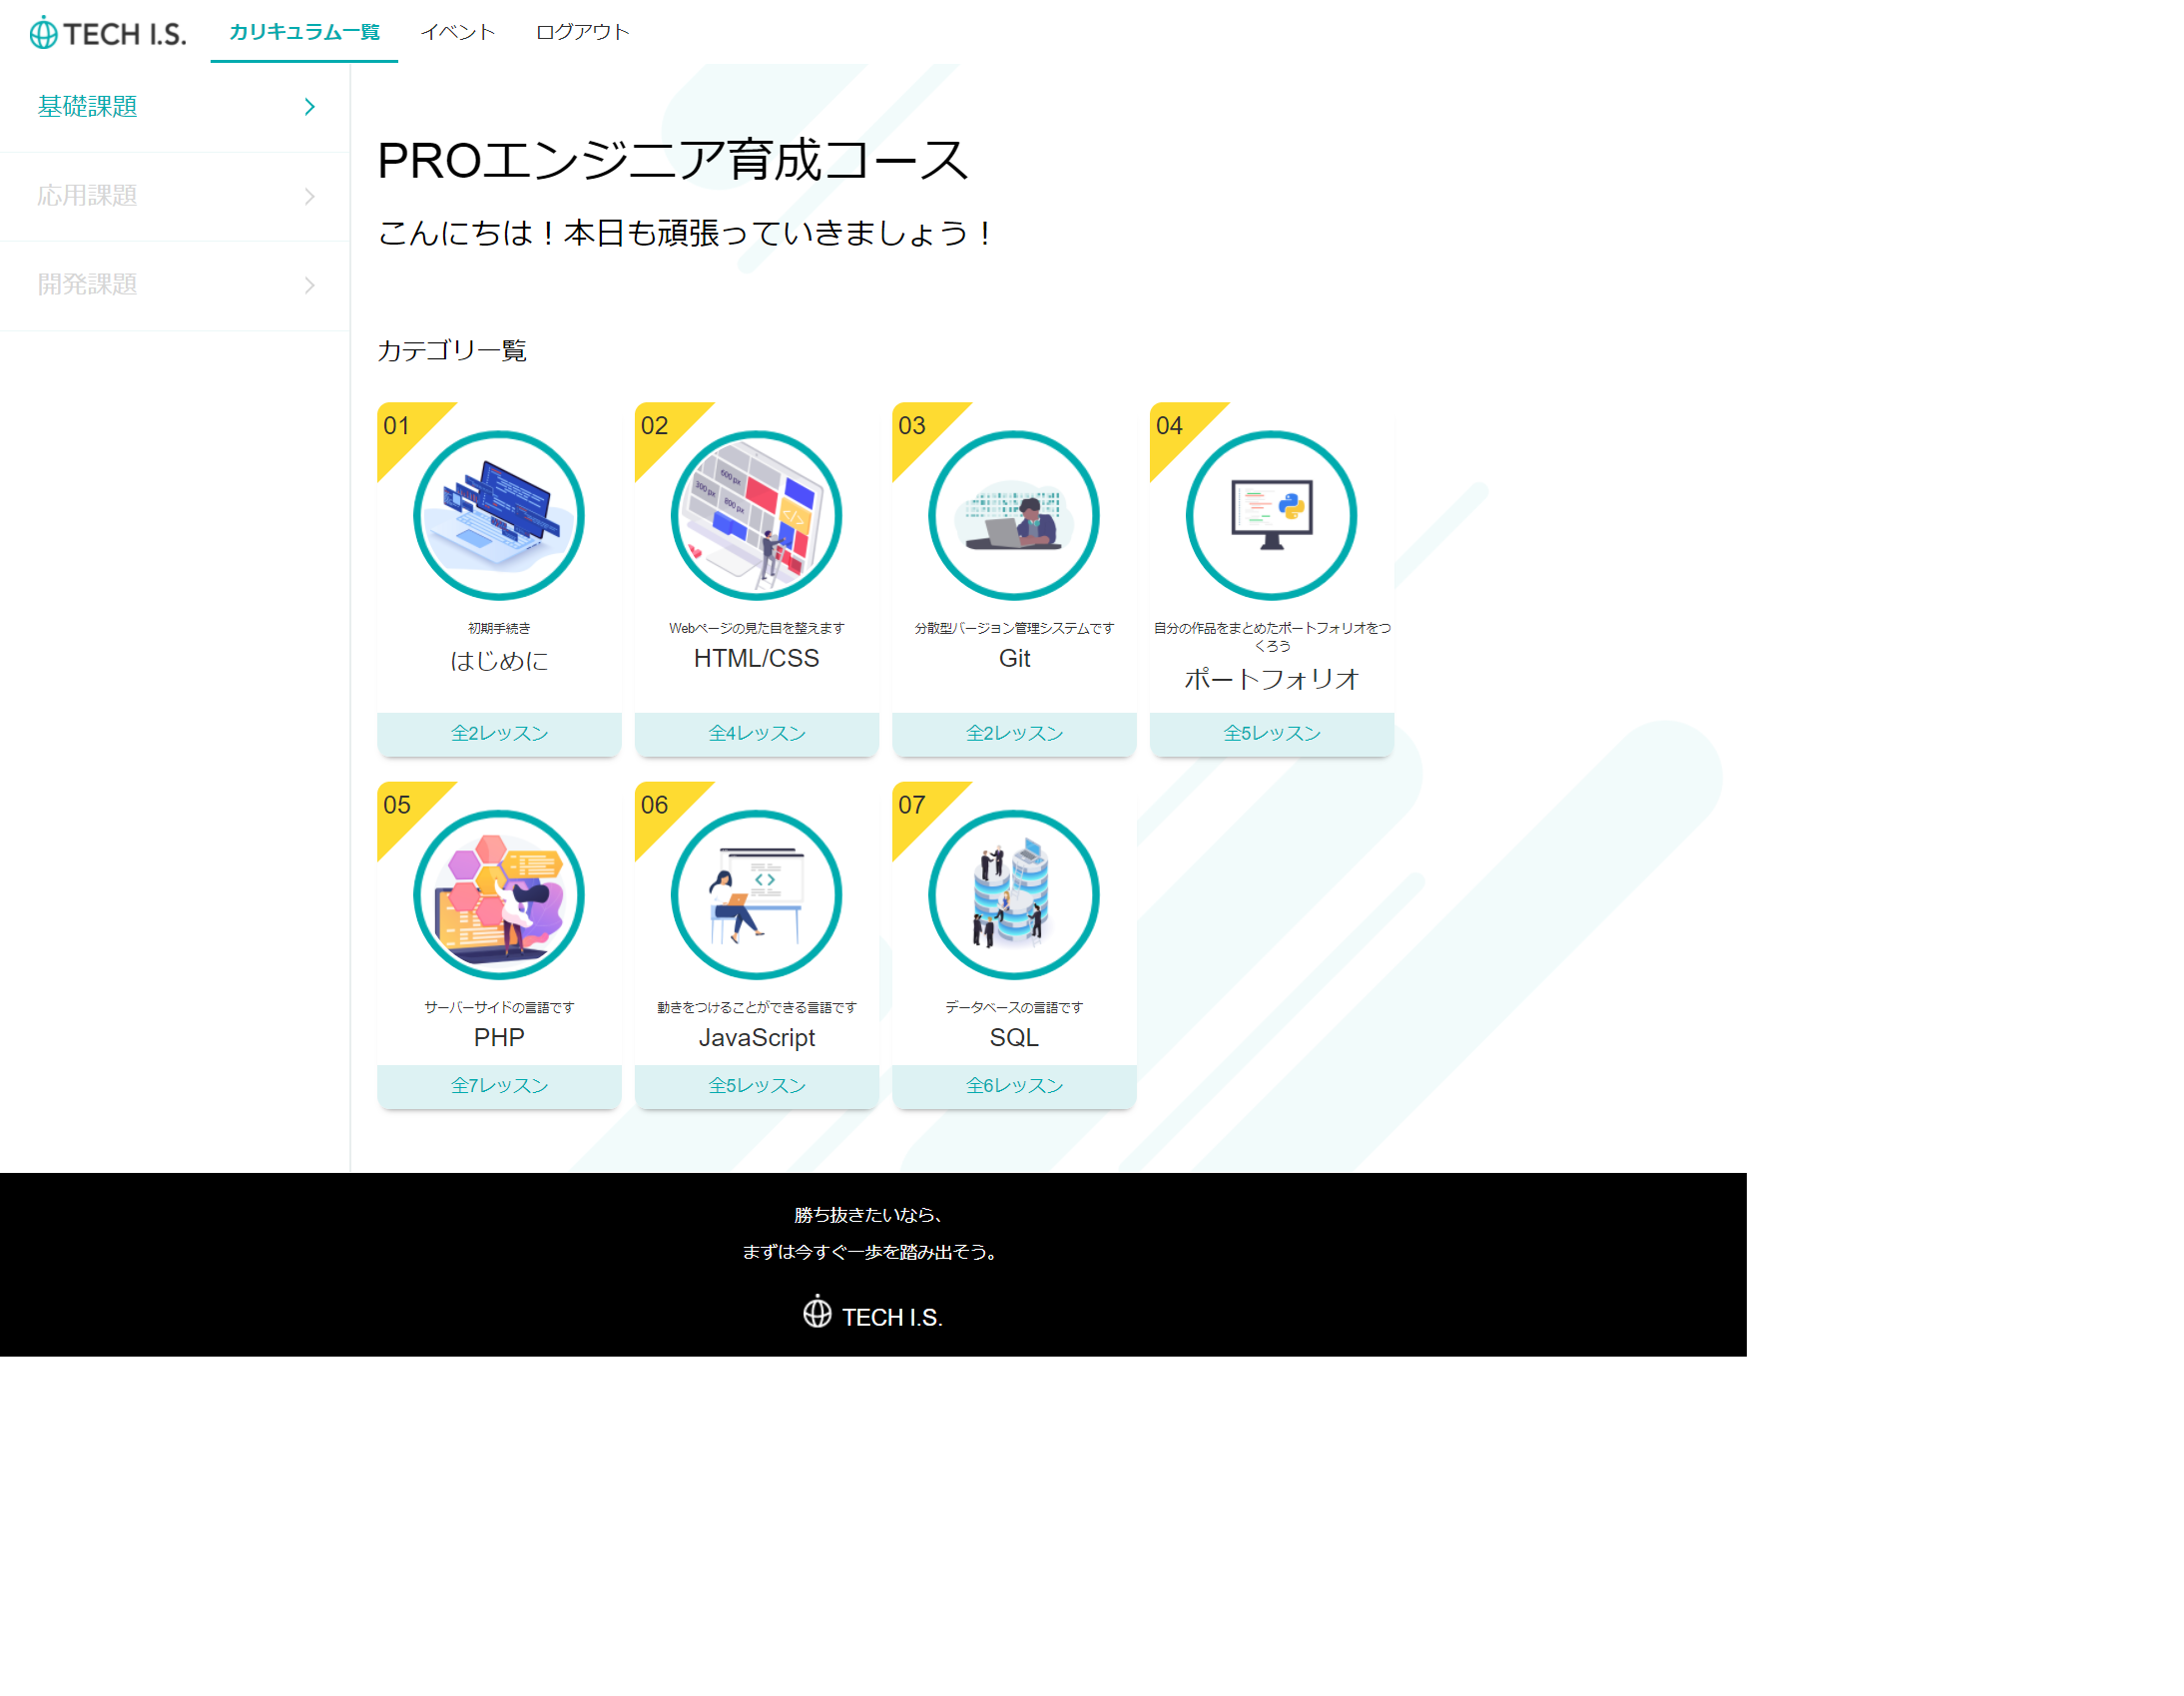 TECH I.S.
カリキュラム一覧
イベント
ログアウト
基礎課題
応用課題
開発課題
PROエンジニア育成コース
こんにちは！本日も頑張っていきましょう！
カテゴリ一覧
01
初期手続き
はじめに
全2レッスン
02
600 px
300 px
800 px
</>
Webページの見た目を整えます
HTML/CSS
全4レッスン
03
分散型バージョン管理システムです
Git
全2レッスン
04
自分の作品をまとめたポートフォリオをつ
くろう
ポートフォリオ
全5レッスン
05
サーバーサイドの言語です
PHP
全7レッスン
06
<>
動きをつけることができる言語です
JavaScript
全5レッスン
07
データベースの言語です
SQL
全6レッスン
勝ち抜きたいなら、
まずは今すぐ一歩を踏み出そう。
TECH I.S.